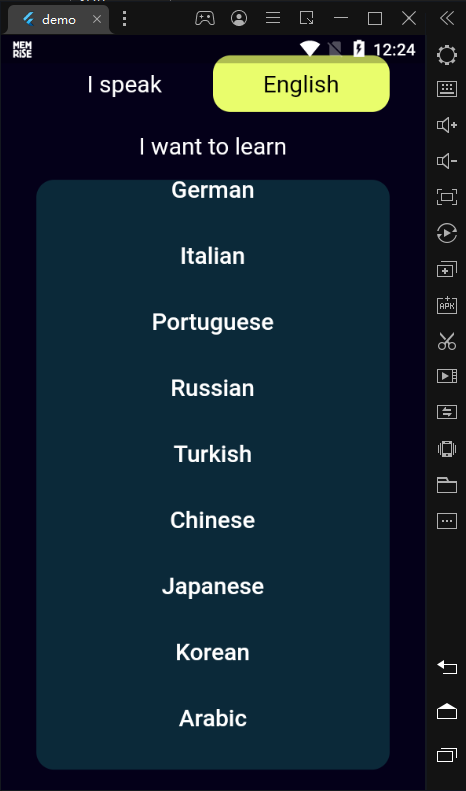 demo
MEM
RISE
12:24
I speak
English
I want to learn
German
Italian
Portuguese
Russian
Turkish
Chinese
Japanese
Korean
Arabic
APK